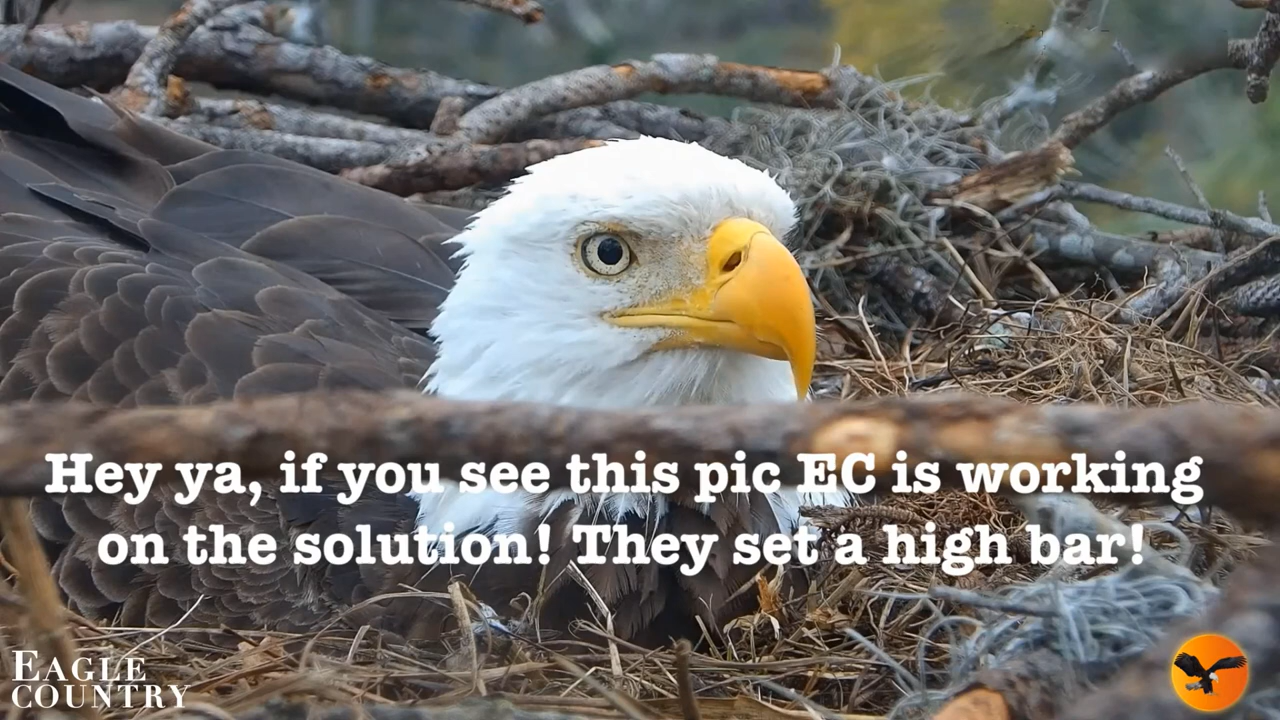 Hey ya, if you see this pic EC is working
on the solution! They set a high bar!
EAGLE
COUNTRY